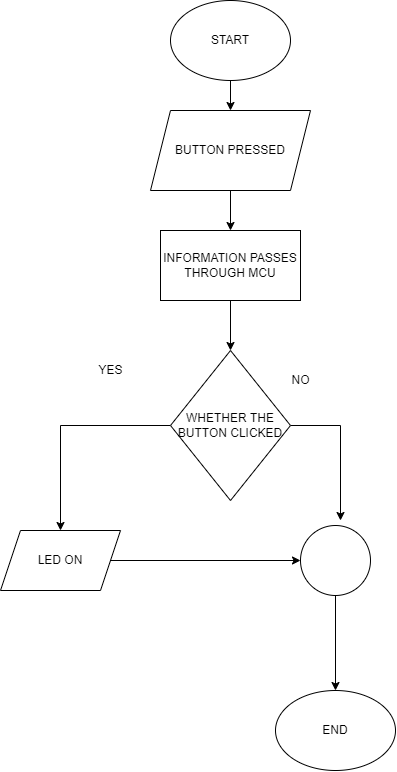 START
BUTTON PRESSED
INFORMATION PASSES
THROUGH MCU
YES
NO
WHETHER THE
BUTTON CLICKED
LED ON
END